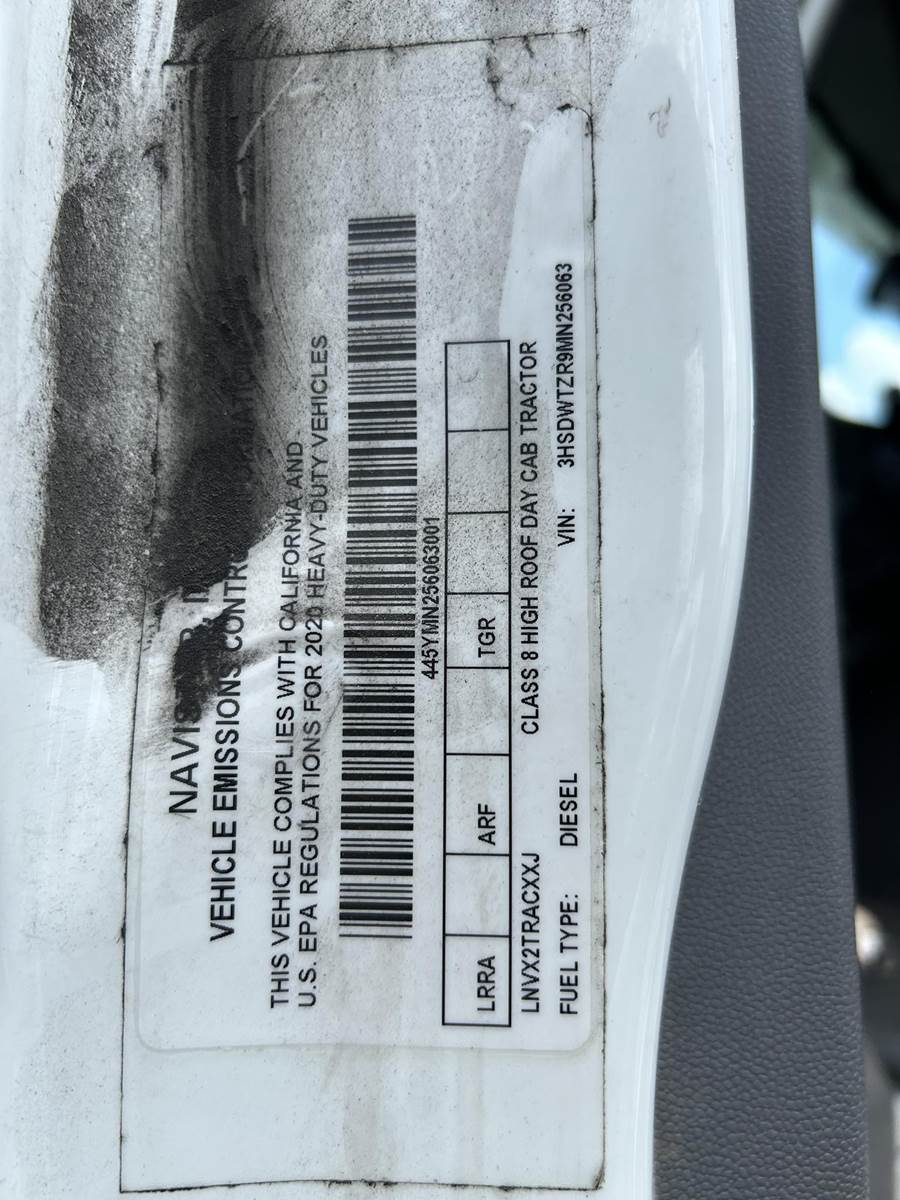 VEHICLE EMISSIONS
THIS VEHICLE COMPLIES WITH CALIFORNIA AND
U.S. EPA REGULATIONS FOR 2020 HEAVY-DUTY VEHICLES
445YMN256063001
LRRA ARF TGR
LNVX2TRACXXJ CLASS 8 HIGH ROOF DAY CAB TRACTOR
FUEL TYPE: DIESEL VIN: 3HSDWTZR9MN256063